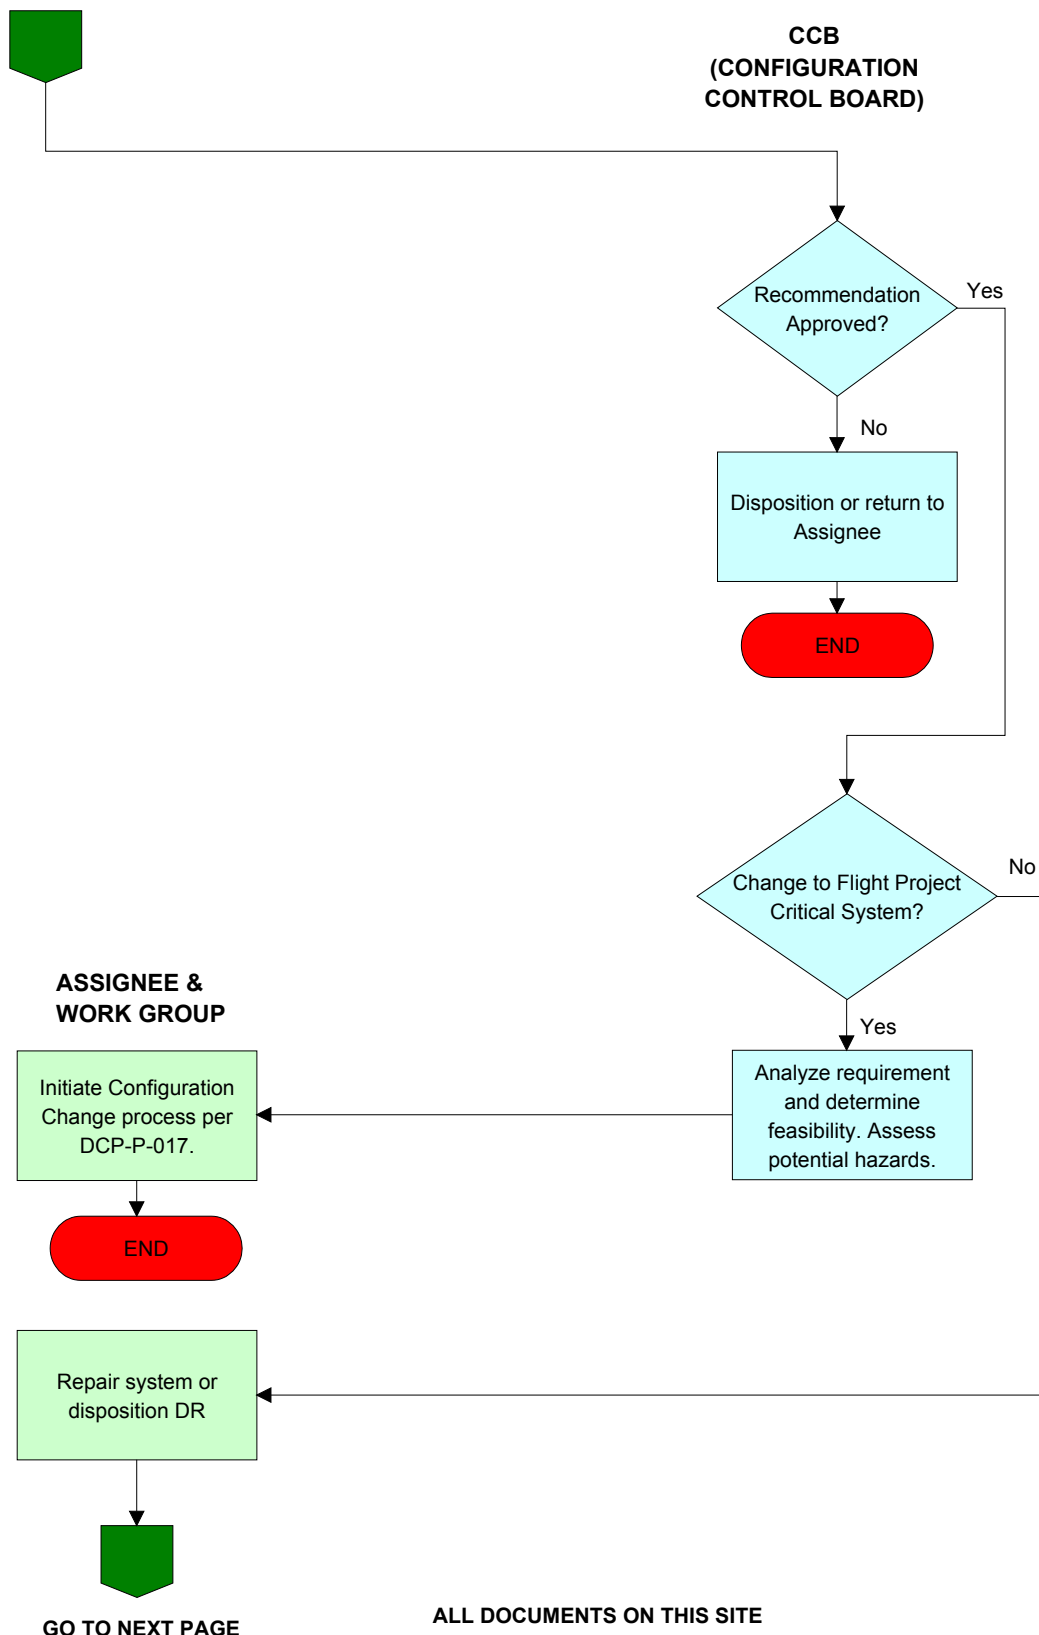 CCB
(CONFIGURATION
CONTROL BOARD)
Recommendation
Approved?
Yes
No
Disposition or return to
Assignee
END
Change to Flight Project
Critical System?
No
Yes
Analyze requirement
and determine
feasibility. Assess
potential hazards.
ASSIGNEE &
WORK GROUP
Initiate Configuration
Change process per
DCP-P-017.
END
Repair system or
disposition DR
GO TO NEXT PAGE
ALL DOCUMENTS ON THIS SITE